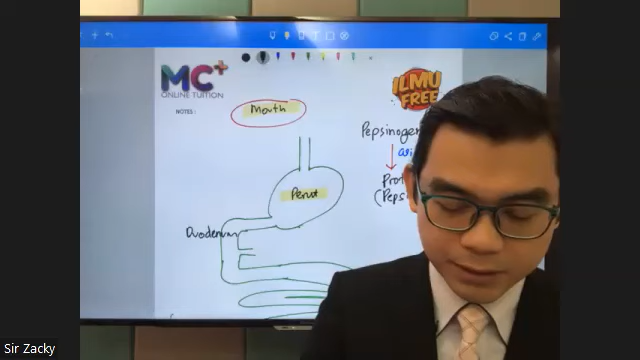 MC+
ONLINE TUITION
NOTES :
Mouth
ILMU
FREE
Pepsinogen
Perut
Duodenum
Sir Zacky